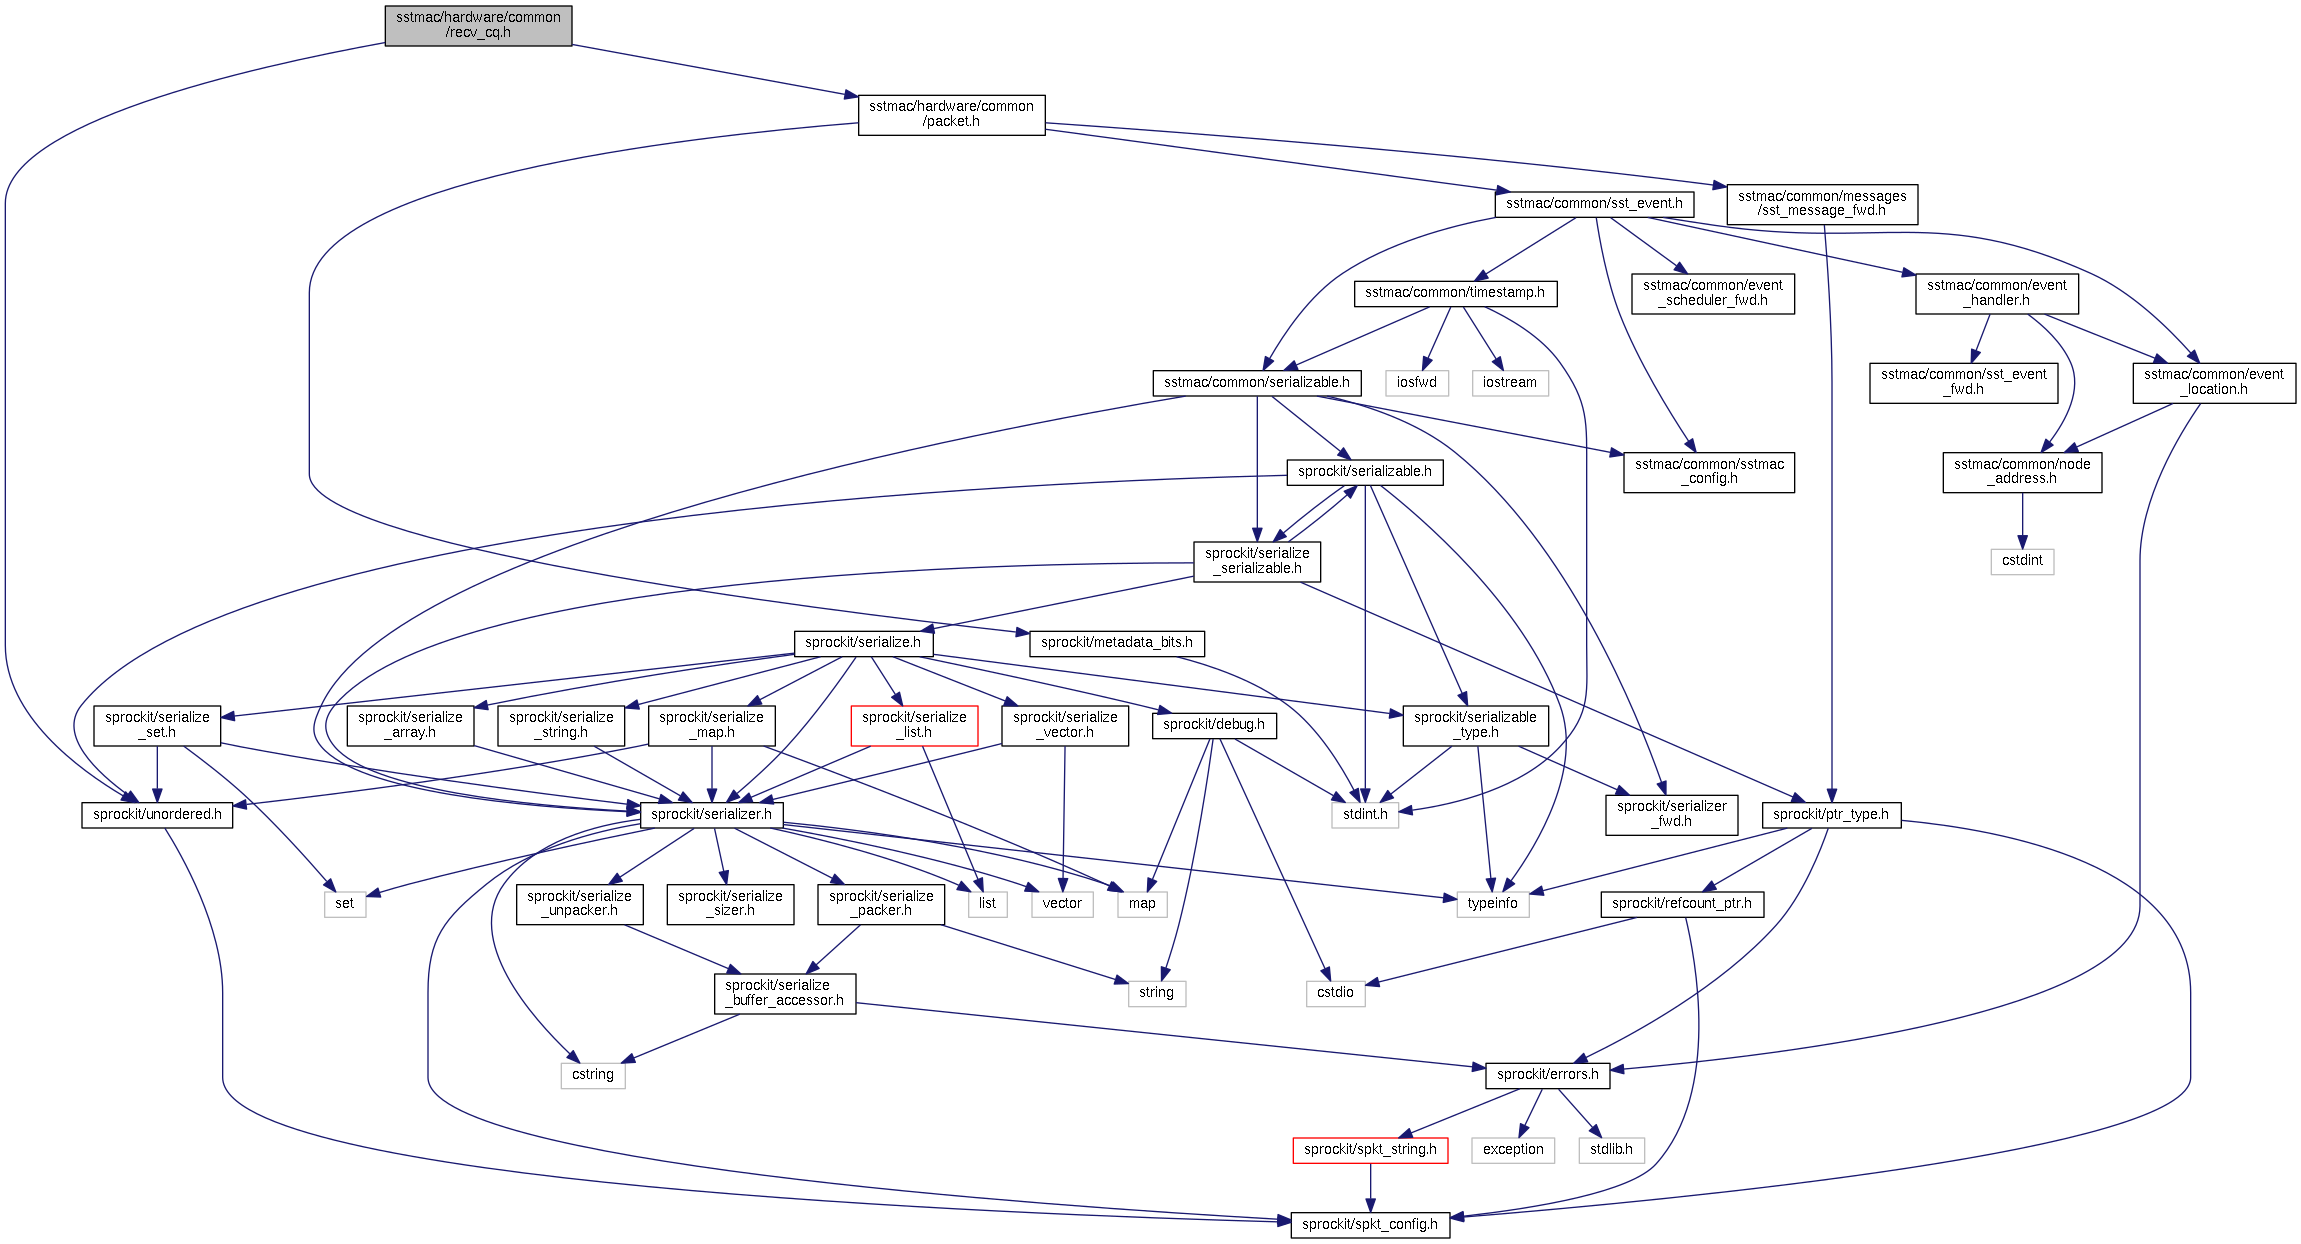 sstmac/hardware/common
/recv_cq.h
sstmac/hardware/common
/packet.h
sstmac/common/sst_event.h
sstmac/common/messages
/sst_message_fwd.h
sstmac/common/timestamp.h
sstmac/common/event
_scheduler_fwd.h
sstmac/common/event
_handler.h
sstmac/common/serializable.h
iosfwd
iostream
sstmac/common/sst_event
_fwd.h
sstmac/common/event
_location.h
sprockit/serializable.h
sstmac/common/sstmac
_config.h
sstmac/common/node
_address.h
sprockit/serialize
_serializable.h
cstdint
sprockit/serialize.h
sprockit/metadata_bits.h
sprockit/serialize
_set.h
sprockit/serialize
_array.h
sprockit/serialize
_string.h
sprockit/serialize
_map.h
sprockit/serialize
_list.h
sprockit/serialize
_vector.h
sprockit/debug.h
sprockit/serializable
_type.h
sprockit/unordered.h
sprockit/serializer.h
stdint.h
sprockit/serializer
_fwd.h
sprockit/ptr_type.h
set
sprockit/serialize
_unpacker.h
sprockit/serialize
_sizer.h
sprockit/serialize
_packer.h
list
vector
map
typeinfo
sprockit/refcount_ptr.h
sprockit/serialize
_buffer_accessor.h
string
cstdio
cstring
sprockit/errors.h
sprockit/spkt_string.h
exception
stdlib.h
sprockit/spkt_config.h